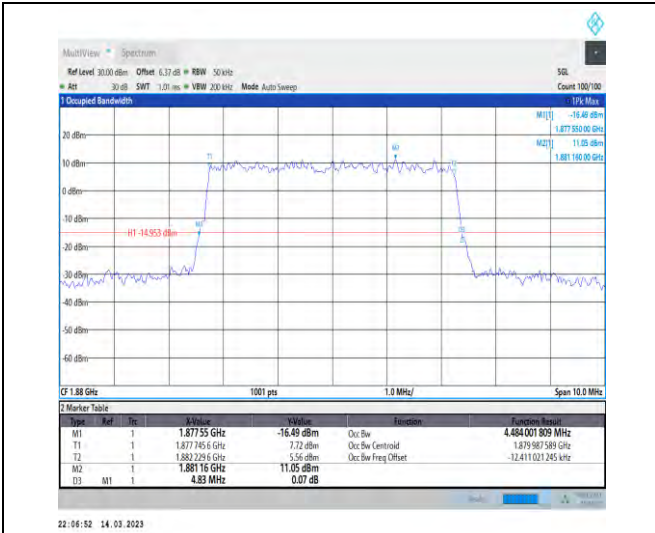 MultiView Spectrum
Ref Level 30.00 dBm Offset 6.37 dB RBW 50 kHz SGL
Att 30 dB SWT 1.01 ms VBW 200 kHz Mode Auto Sweep Count 100/100
1 Occupied Bandwidth 1Pk Max
M1[1] -16.49 dBm
1.877 550 00 GHz
M2[1] 11.05 dBm
1.881 160 00 GHz
20 dBm
T1
M2
T2
10 dBm
0 dBm
-10 dBm
M1
H1 -14.953 dBm
D3
-20 dBm
-30 dBm
-40 dBm
-50 dBm
-60 dBm
CF 1.88 GHz 1001 pts 1.0 MHz/ Span 10.0 MHz
2 Marker Table
Type Ref Trc X-Value Y-Value Function Function Result
M1 1 1.877 55 GHz -16.49 dBm Occ Bw 4.484 001 809 MHz
T1 1 1.877 745 6 GHz 7.72 dBm Occ Bw Centroid 1.879 987 589 GHz
T2 1 1.882 229 6 GHz 5.56 dBm Occ Bw Freq Offset -12.411 021 245 kHz
M2 1 1.881 16 GHz 11.05 dBm
D3 M1 1 4.83 MHz 0.07 dB
22:06:52 14.03.2023